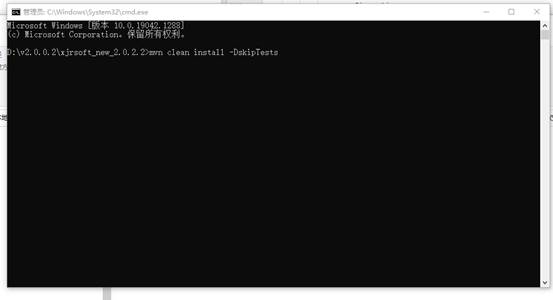 管理员: C:\Windows\System32\cmd.exe
Microsoft Windows [版本 10.0.19042.1288]
(c) Microsoft Corporation。保留所有权利。
D:\v2.0.0.2\xjrsoft_new_2.0.2.2>mvn clean install -DskipTests